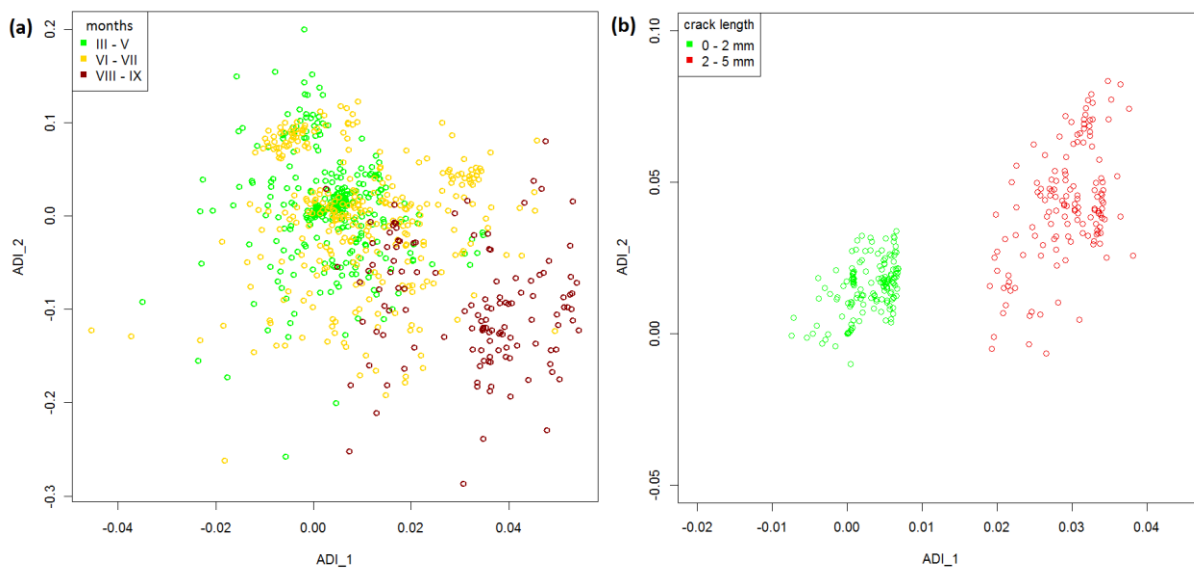 (a)
months
III - V
VI - VII
VIII - IX
ADI_2
0.2
0.1
0.0
-0.1
-0.2
-0.3
-0.04 -0.02 0.00 0.02 0.04
ADI_1
(b)
crack length
0 - 2 mm
2 - 5 mm
ADI_2
0.10
0.05
0.00
-0.05
-0.02 -0.01 0.00 0.01 0.02 0.03 0.04
ADI_1